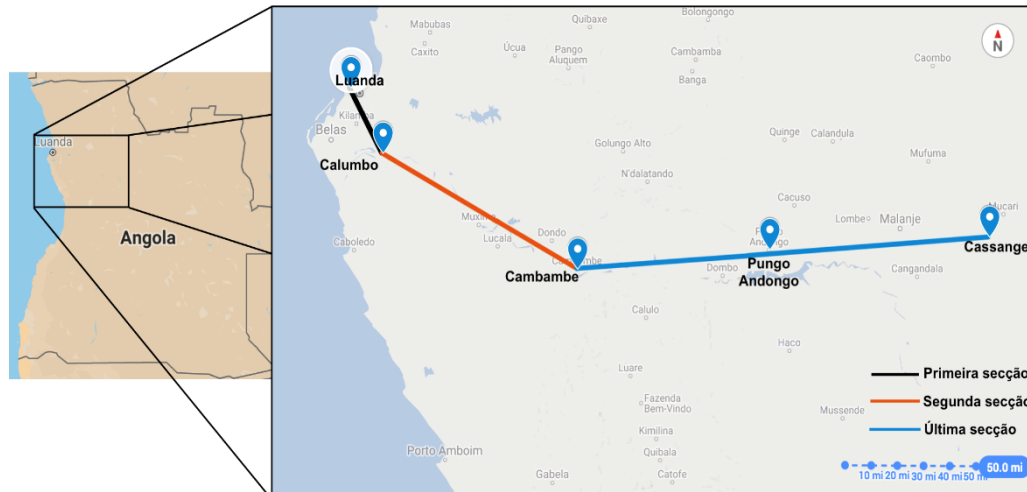 Luanda
Angola
Bolongongo
Quibaxe
Mabubas
Caxito
Úcua
Pango
Aluquem
Cambamba
Banga
Caombo
N
Luanda
Kilamba
Belas
Calumbo
Quinge
Calandula
Golungo Alto
Mufuma
N'dalatando
Cacuso
Muxima
Lucala
Dondo
Lombe
Malanje
Mucari
Caboledo
Cambambe
Pungo
Andongo
Cassange
Dombo
Cangandala
Calulo
Haco
Luare
Primeira secção
Fazenda
Bem-Vindo
Segunda secção
Mussende
Kimilina
Última secção
Quibala
Porto Amboim
Gabela
Catofe
10 mi 20 mi 30 mi 40 mi 50 mi
50.0 mi